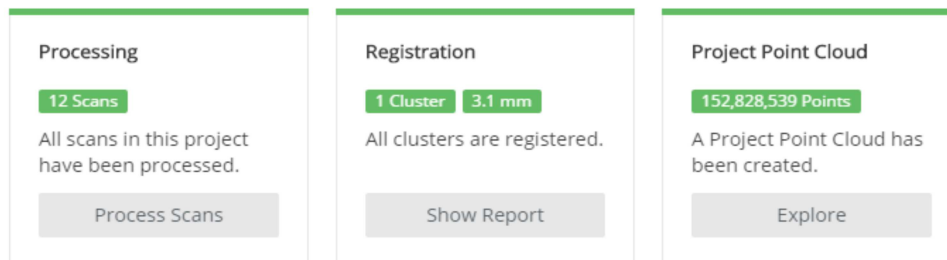 Processing
12 Scans
All scans in this project
have been processed.
Process Scans
Registration
1 Cluster 3.1 mm
All clusters are registered.
Show Report
Project Point Cloud
152,828,539 Points
A Project Point Cloud has
been created.
Explore